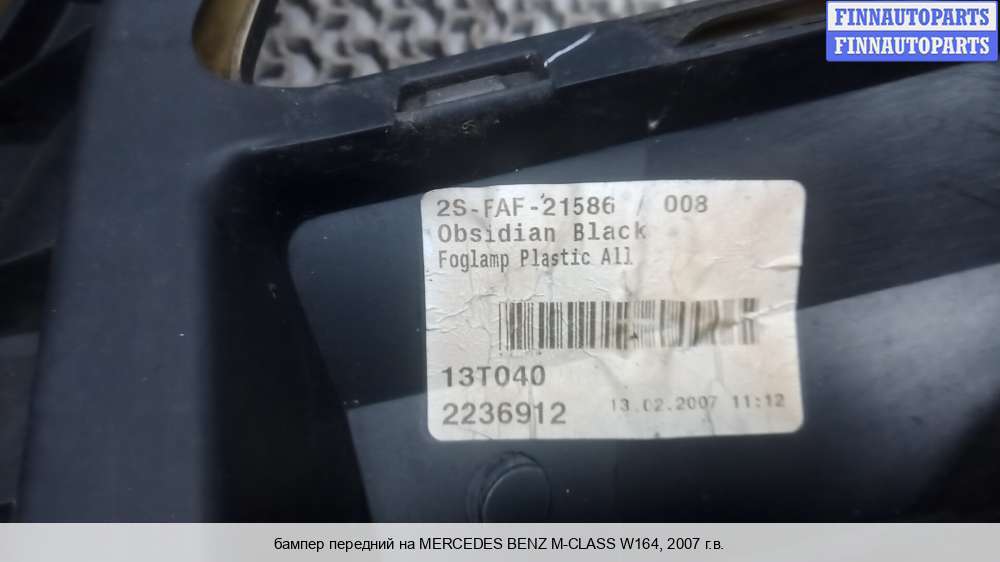 FINNAUTOPARTS
FINNAUTOPARTS
2S-FAF-21586 / 008
Obsidian Black
Foglamp Plastic All
13T040
2236912
13.02.2007 11:12
бампер передний на MERCEDES BENZ M-CLASS W164, 2007 г.в.